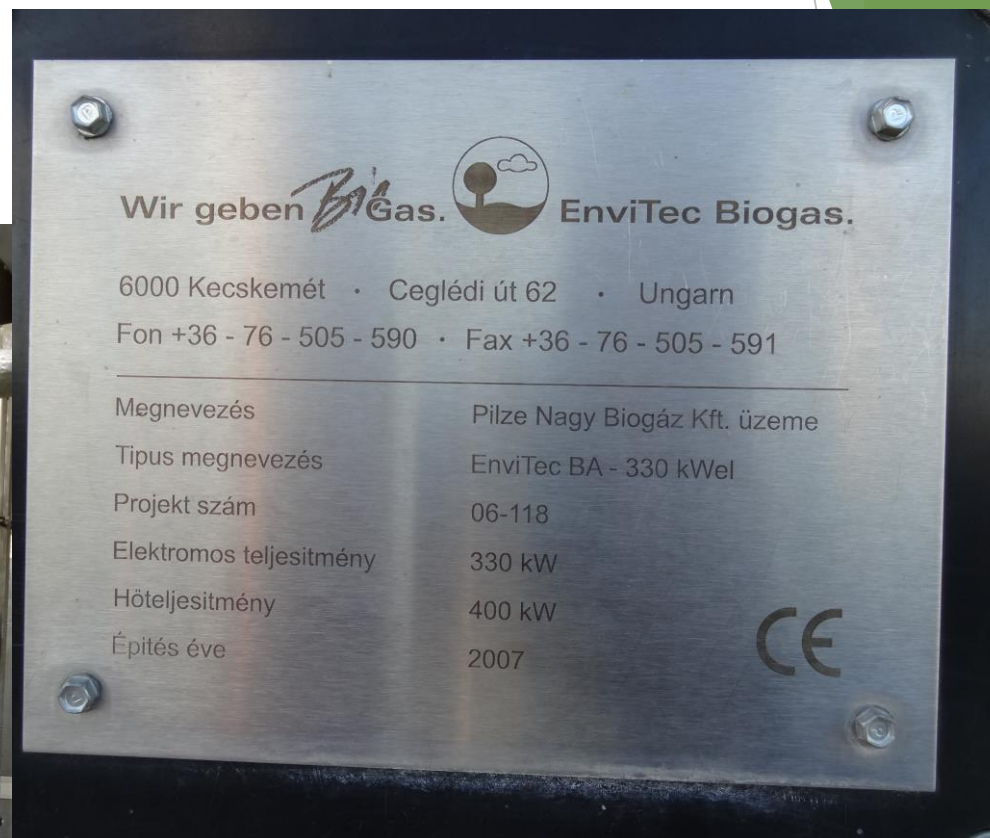 Wir geben BioGas. EnviTec Biogas.
6000 Kecskemét · Ceglédi út 62 · Ungarn
Fon +36 - 76 - 505 - 590 · Fax +36 - 76 - 505 - 591
Megnevezés Pilze Nagy Biogáz Kft. üzeme
Tipus megnevezés EnviTec BA - 330 kWel
Projekt szám 06-118
Elektromos teljesitmény 330 kW
Höteljesitmény 400 kW
Épités éve 2007
CE